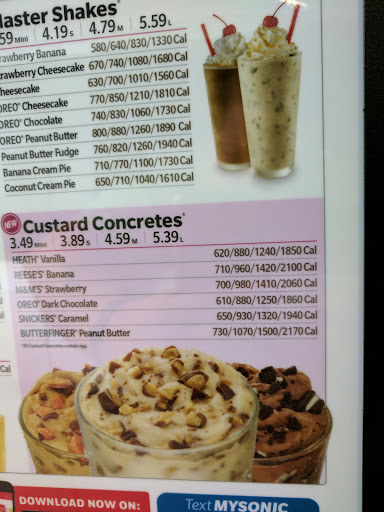 Master Shakes*
.59 Mini | 4.19 S | 4.79 M | 5.59 L
Strawberry Banana 580/640/830/1330 Cal
Strawberry Cheesecake 670/740/1080/1680 Cal
Cheesecake 630/700/1010/1560 Cal
OREO® Cheesecake 770/850/1210/1810 Cal
OREO® Chocolate 740/830/1060/1730 Cal
OREO® Peanut Butter 800/880/1260/1890 Cal
Peanut Butter Fudge 760/820/1260/1940 Cal
Banana Cream Pie 710/770/1100/1730 Cal
Coconut Cream Pie 650/710/1040/1610 Cal
NEW Custard Concretes*
3.49 Mini | 3.89 S | 4.59 M | 5.39 L
HEATH® Vanilla 620/880/1240/1850 Cal
REESE'S® Banana 710/960/1420/2100 Cal
M&M'S® Strawberry 700/980/1410/2060 Cal
OREO® Dark Chocolate 610/880/1250/1860 Cal
SNICKERS® Caramel 650/930/1320/1940 Cal
BUTTERFINGER® Peanut Butter 730/1070/1500/2170 Cal
*All Custard Concretes contain egg.
Cal
DOWNLOAD NOW ON:
Text MYSONIC